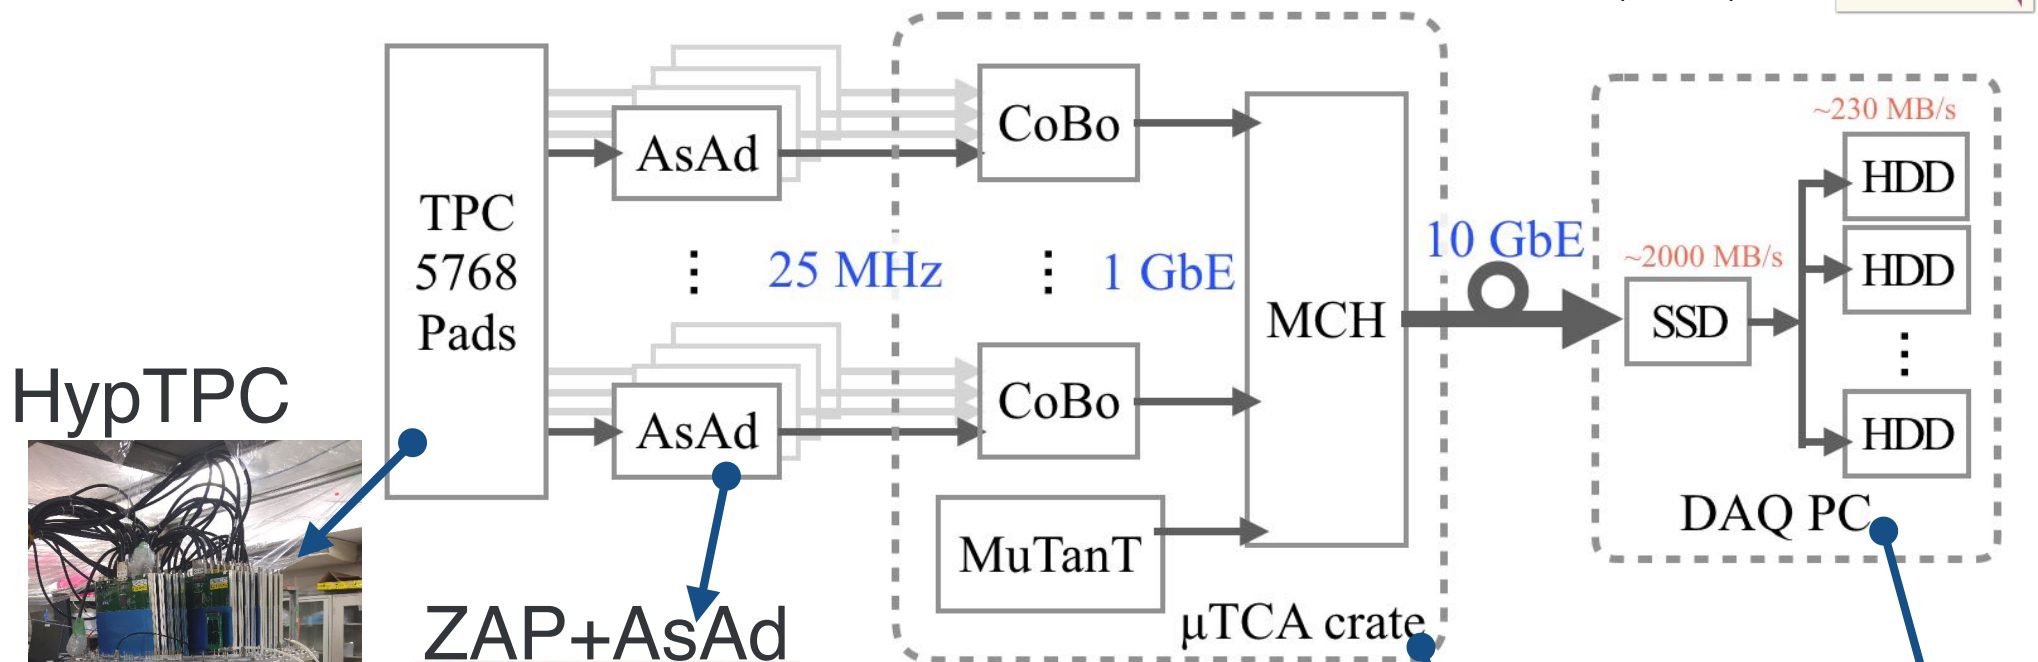 TPC
5768
Pads
AsAd
AsAd
25 MHz
CoBo
CoBo
1 GbE
MuTanT
MCH
µTCA crate
10 GbE
~2000 MB/s
SSD
~230 MB/s
HDD
HDD
HDD
DAQ PC
HypTPC
ZAP+AsAd